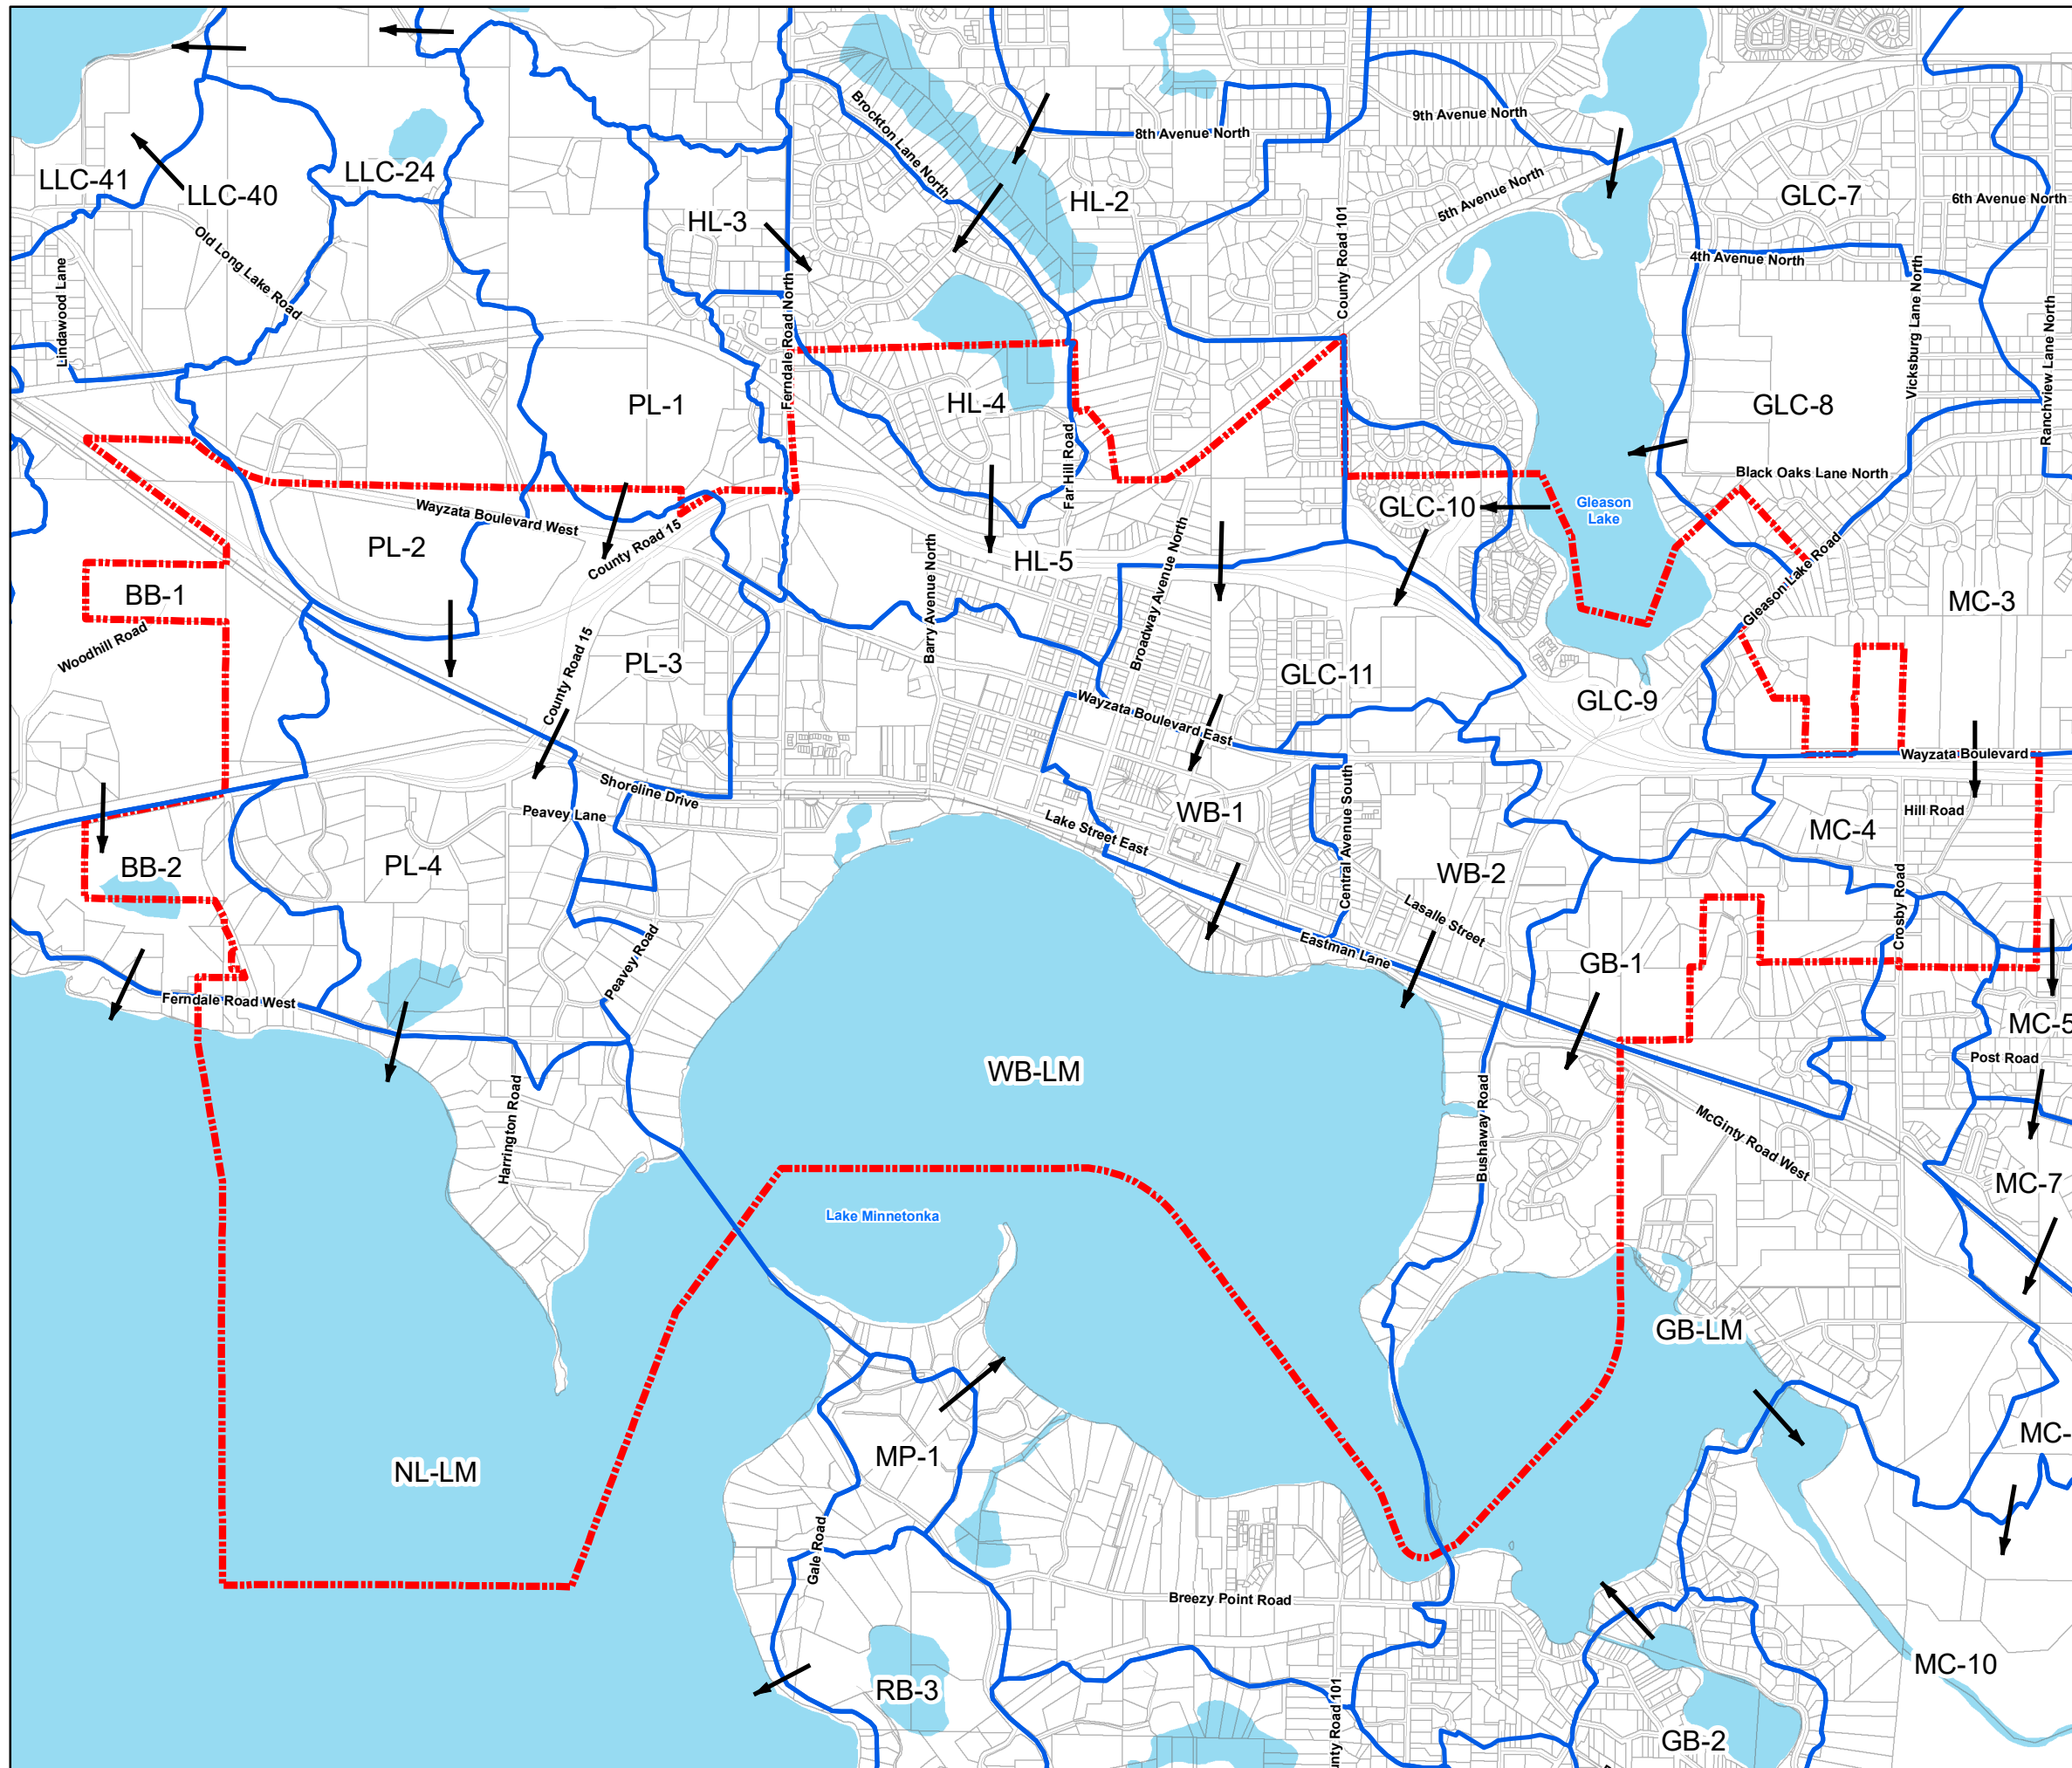 Brockton Lane North
8th Avenue North
9th Avenue North
5th Avenue North
LLC-41
LLC-40
LLC-24
HL-3
HL-2
GLC-7
6th Avenue North
Old Long Lake Road
Lindawood Lane
Ferndale Road North
County Road 101
4th Avenue North
Vicksburg Lane North
Ranchview Lane North
PL-1
HL-4
GLC-8
Far Hill Road
Black Oaks Lane North
Gleason
Lake
GLC-10
Wayzata Boulevard West
PL-2
County Road 15
HL-5
Barry Avenue North
Broadway Avenue North
Gleason Lake Road
BB-1
MC-3
Woodhill Road
County Road 15
PL-3
GLC-11
GLC-9
Wayzata Boulevard East
Wayzata Boulevard
Shoreline Drive
Peavey Lane
Lake Street East
WB-1
Central Avenue South
Hill Road
MC-4
BB-2
PL-4
WB-2
Lasalle Street
Crosby Road
Eastman Lane
Peavey Road
GB-1
Ferndale Road West
MC-5
Post Road
WB-LM
Harrington Road
Bushaway Road
McGinty Road West
MC-7
Lake Minnetonka
GB-LM
MC-
MP-1
NL-LM
Gale Road
Breezy Point Road
RB-3
MC-10
unty Road 101
GB-2